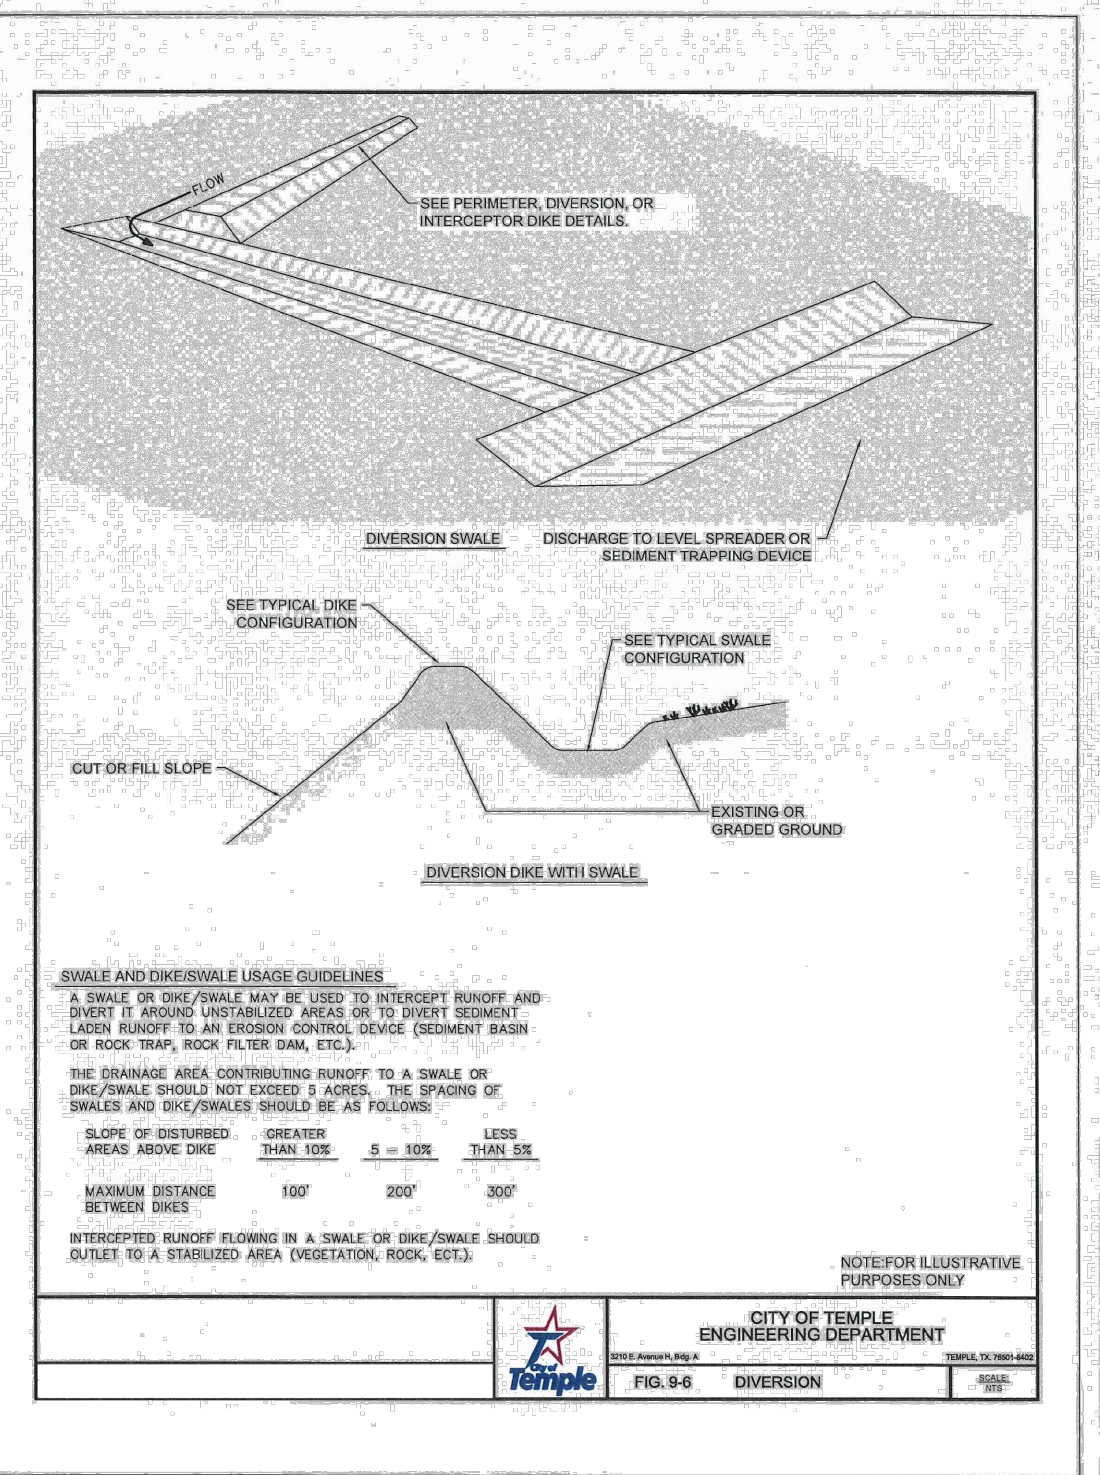 FLOW
SEE PERIMETER, DIVERSION, OR
INTERCEPTOR DIKE DETAILS.
DIVERSION SWALE
DISCHARGE TO LEVEL SPREADER OR
SEDIMENT TRAPPING DEVICE
SEE TYPICAL DIKE
CONFIGURATION
SEE TYPICAL SWALE
CONFIGURATION
CUT OR FILL SLOPE
EXISTING OR
GRADED GROUND
DIVERSION DIKE WITH SWALE
SWALE AND DIKE/SWALE USAGE GUIDELINES
A SWALE OR DIKE/SWALE MAY BE USED TO INTERCEPT RUNOFF AND
DIVERT IT AROUND UNSTABILIZED AREAS OR TO DIVERT SEDIMENT
LADEN RUNOFF TO AN EROSION CONTROL DEVICE (SEDIMENT BASIN
OR ROCK TRAP, ROCK FILTER DAM, ETC.).
THE DRAINAGE AREA CONTRIBUTING RUNOFF TO A SWALE OR
DIKE/SWALE SHOULD NOT EXCEED 5 ACRES. THE SPACING OF
SWALES AND DIKE/SWALES SHOULD BE AS FOLLOWS:
SLOPE OF DISTURBED GREATER LESS
AREAS ABOVE DIKE THAN 10% 5 - 10% THAN 5%
MAXIMUM DISTANCE 100' 200' 300'
BETWEEN DIKES
INTERCEPTED RUNOFF FLOWING IN A SWALE OR DIKE/SWALE SHOULD
OUTLET TO A STABILIZED AREA (VEGETATION, ROCK, ECT.).
NOTE:FOR ILLUSTRATIVE
PURPOSES ONLY
City of
Temple
CITY OF TEMPLE
ENGINEERING DEPARTMENT
3210 E. Avenue H, Bldg. A TEMPLE, TX. 76501-8402
FIG. 9-6 DIVERSION
SCALE:
NTS